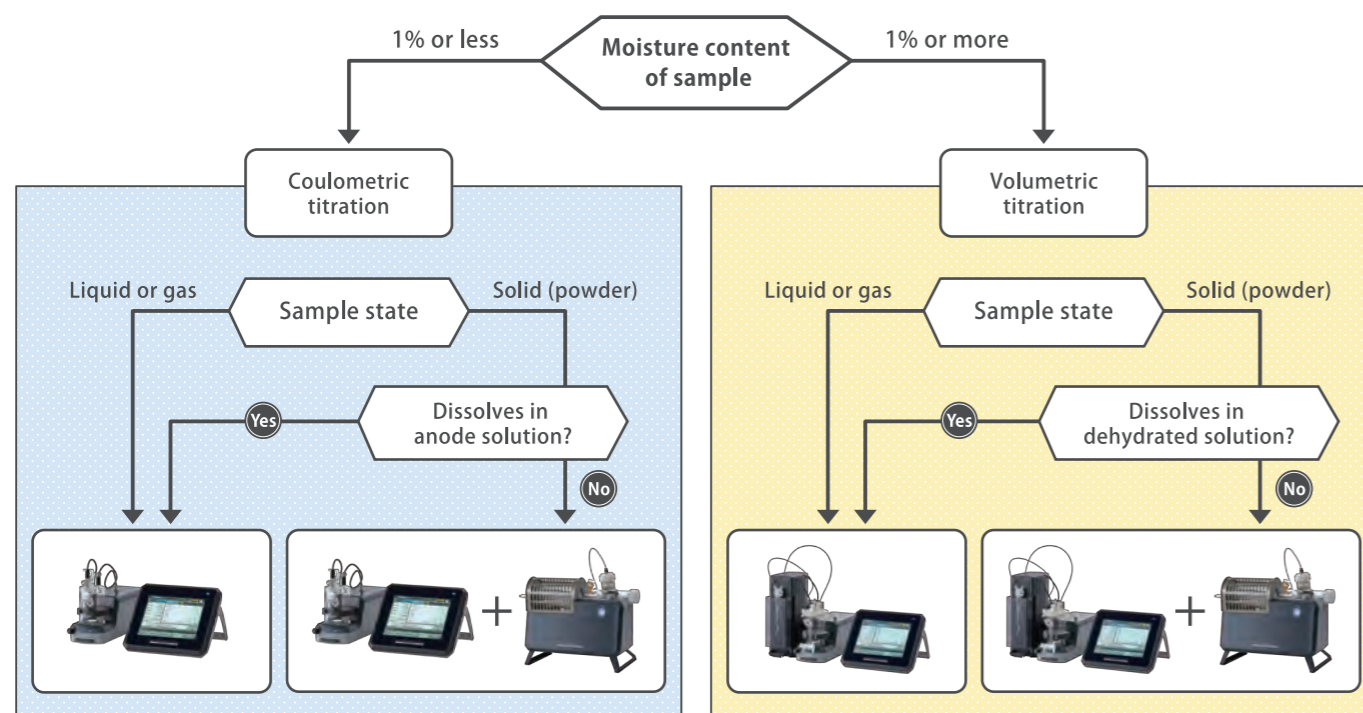 1% or less
Moisture content
of sample
1% or more
Coulometric
titration
Volumetric
titration
Liquid or gas
Sample state
Solid (powder)
Liquid or gas
Sample state
Solid (powder)
Yes
Dissolves in
anode solution?
Yes
Dissolves in
dehydrated solution?
No
No
+
+